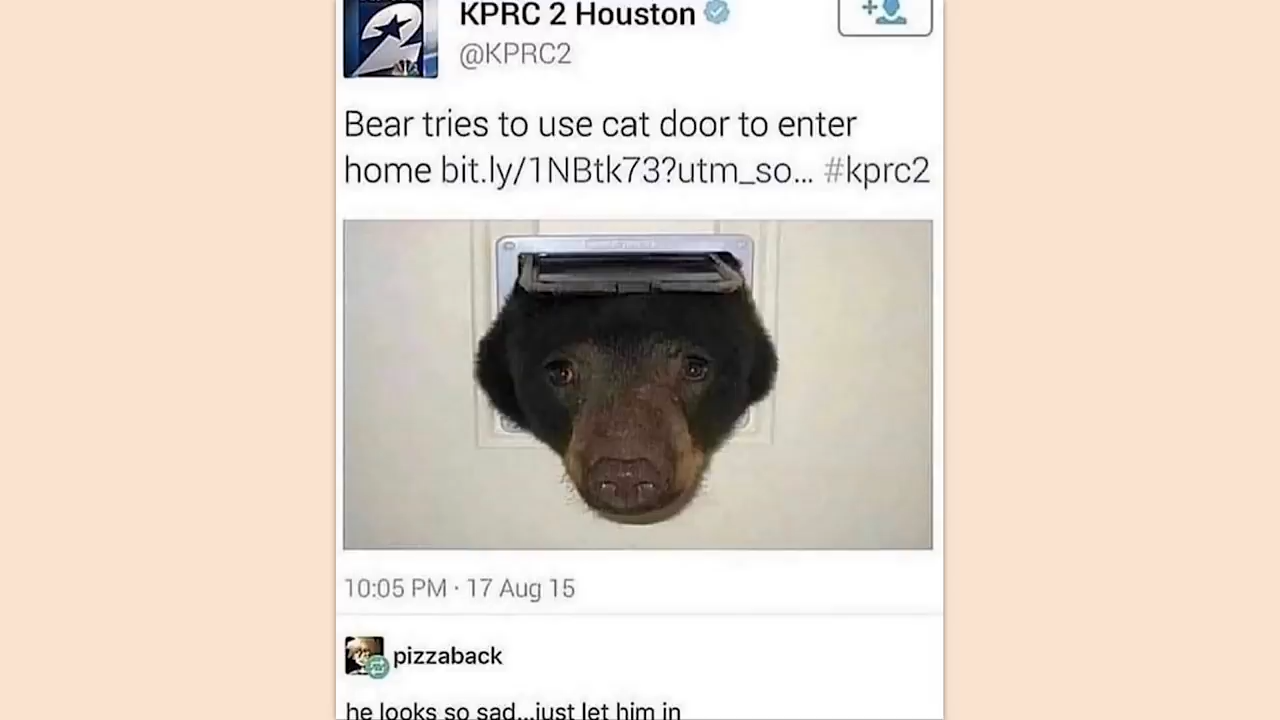 KPRC 2 Houston
@KPRC2
Bear tries to use cat door to enter
home bit.ly/1NBtk73?utm_so... #kprc2
10:05 PM · 17 Aug 15
pizzaback
he looks so sad...just let him in